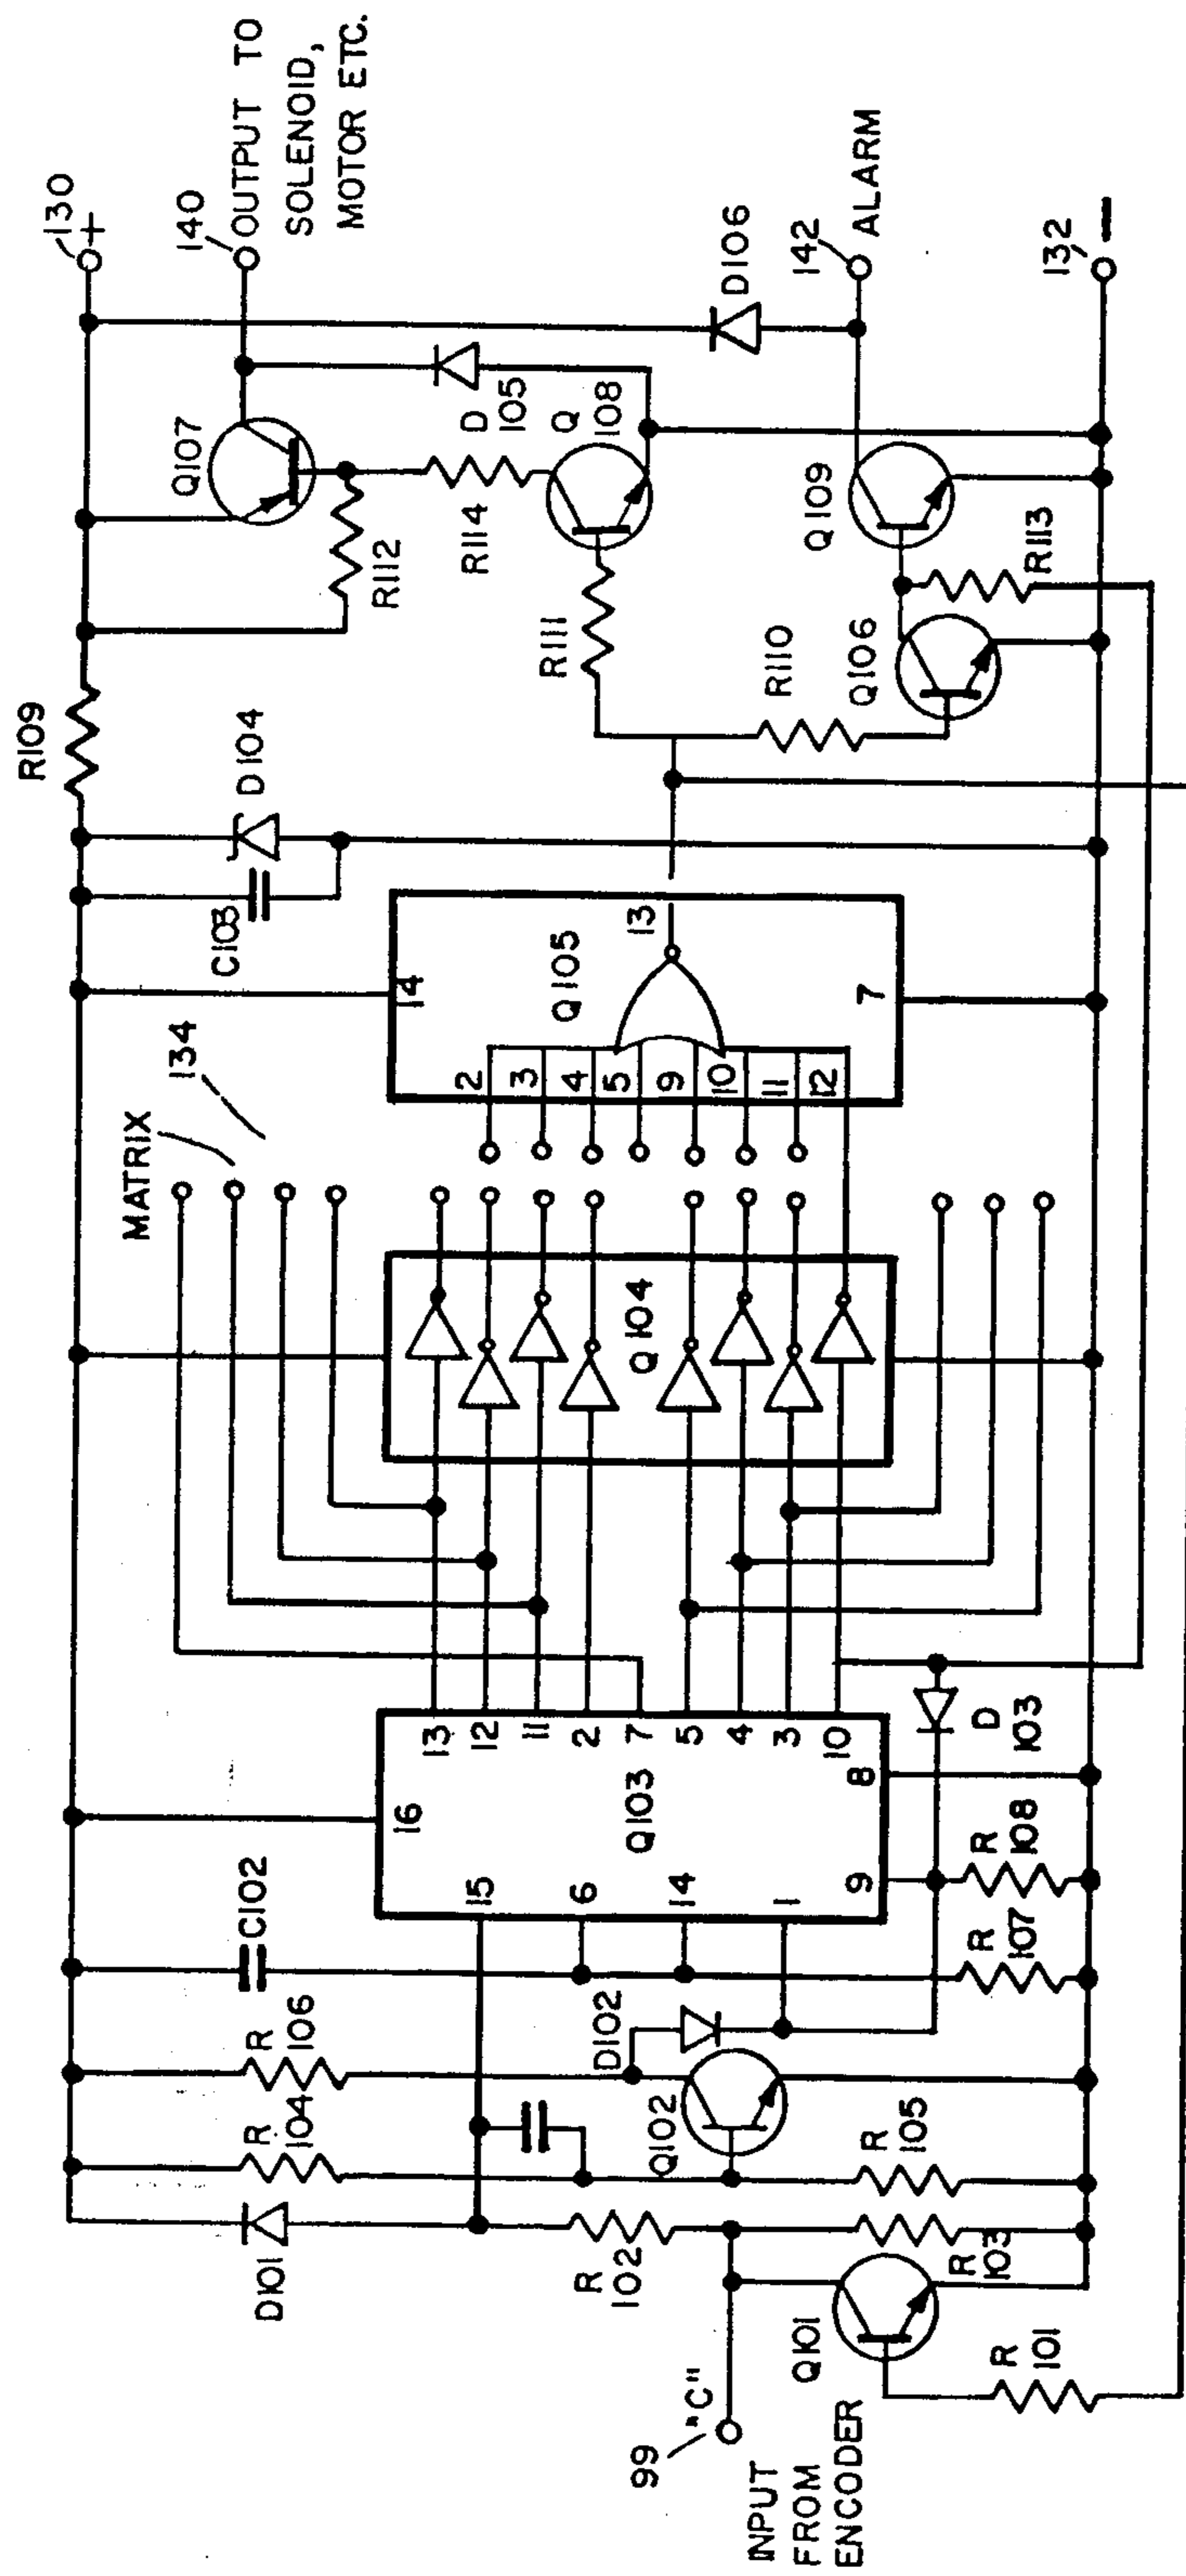 130
+
140
OUTPUT TO
SOLENOID,
MOTOR ETC.
R109
Q107
R112
D
105
D106
R114
Q
108
R111
142
ALARM
Q109
R113
R110
Q106
132
—
D104
C103
14
Q105
13
7
2
3
4
5
9
10
11
12
MATRIX
134
Q104
16
Q103
15
6
14
1
9
8
13
12
11
2
7
5
4
3
10
D
103
C102
R
106
R
104
D101
D102
Q102
R
108
R
107
R
105
R
102
R
103
Q101
R
101
99
"C"
INPUT
FROM
ENCODER